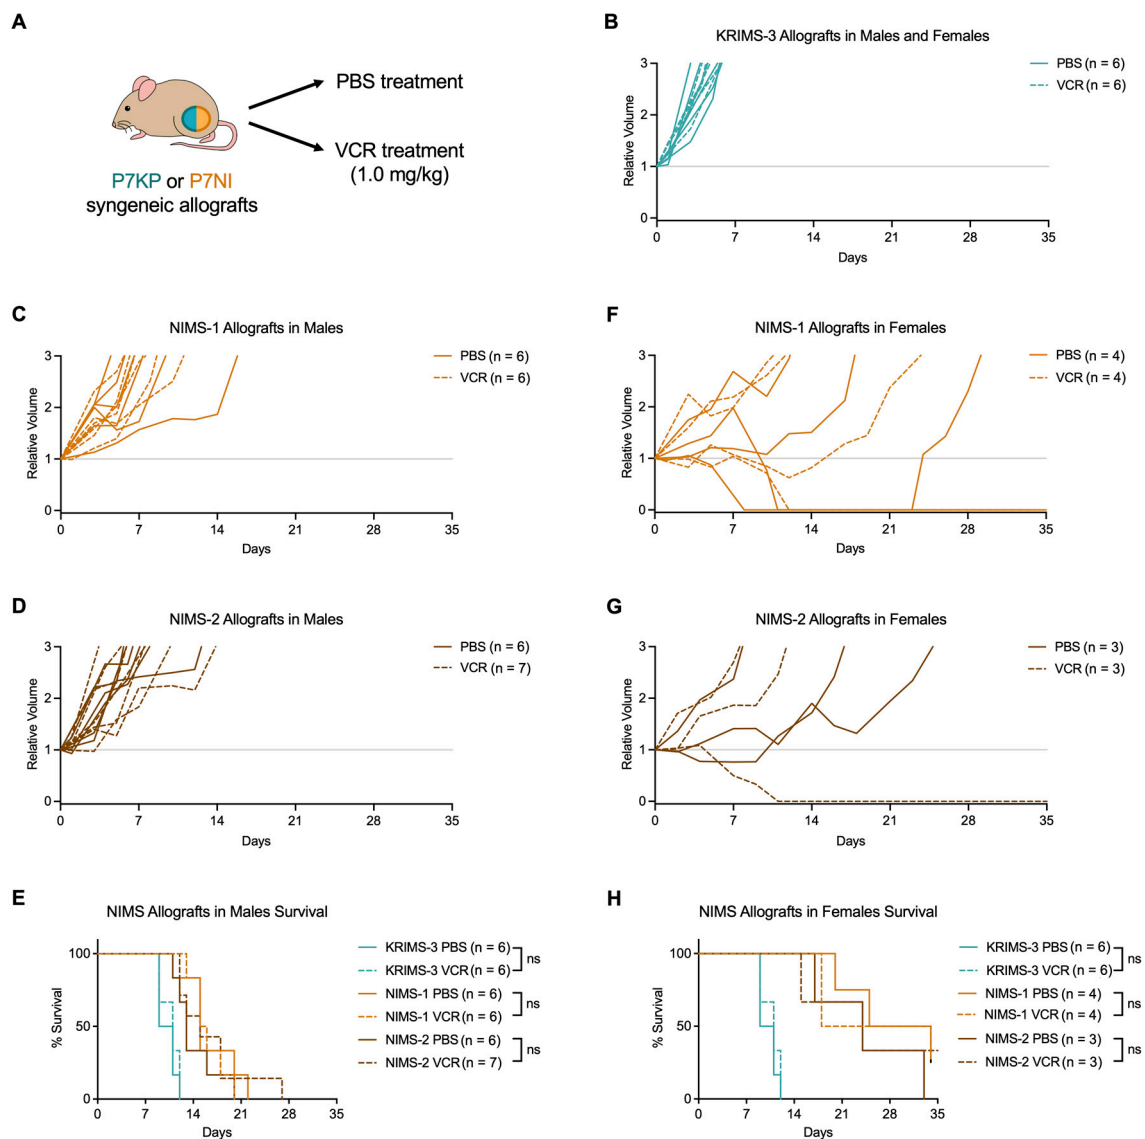 A
PBS treatment
VCR treatment
(1.0 mg/kg)
P7KP or P7NI
syngeneic allografts
B
KRIMS-3 Allografts in Males and Females
PBS (n = 6)
VCR (n = 6)
Relative Volume
3
2
1
0
0 7 14 21 28 35
Days
C
NIMS-1 Allografts in Males
PBS (n = 6)
VCR (n = 6)
Relative Volume
3
2
1
0
0 7 14 21 28 35
Days
F
NIMS-1 Allografts in Females
PBS (n = 4)
VCR (n = 4)
Relative Volume
3
2
1
0
0 7 14 21 28 35
Days
D
NIMS-2 Allografts in Males
PBS (n = 6)
VCR (n = 7)
Relative Volume
3
2
1
0
0 7 14 21 28 35
Days
G
NIMS-2 Allografts in Females
PBS (n = 3)
VCR (n = 3)
Relative Volume
3
2
1
0
0 7 14 21 28 35
Days
E
NIMS Allografts in Males Survival
KRIMS-3 PBS (n = 6)
KRIMS-3 VCR (n = 6)
ns
NIMS-1 PBS (n = 6)
NIMS-1 VCR (n = 6)
ns
NIMS-2 PBS (n = 6)
NIMS-2 VCR (n = 7)
ns
% Survival
100
50
0
0 7 14 21 28 35
Days
H
NIMS Allografts in Females Survival
KRIMS-3 PBS (n = 6)
KRIMS-3 VCR (n = 6)
ns
NIMS-1 PBS (n = 4)
NIMS-1 VCR (n = 4)
ns
NIMS-2 PBS (n = 3)
NIMS-2 VCR (n = 3)
ns
% Survival
100
50
0
0 7 14 21 28 35
Days